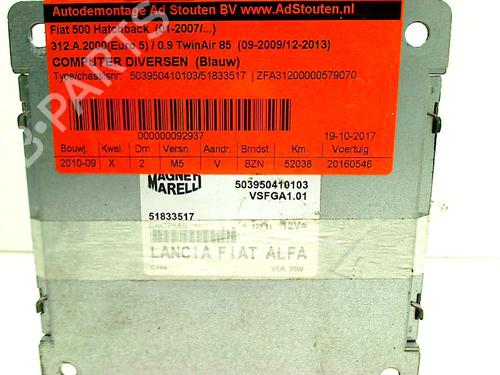 Autodemontage Ad Stouten BV www.AdStouten.nl
Fiat 500 Hatchback (01-2007/...)
312.A.2000(Euro 5) / 0.9 TwinAir 85 (09-2009/12-2013)
COMPUTER DIVERSEN (Blauw)
Type/chassisnr: 503950410103/51833517 ZFA31200000579070
000000092937 19-10-2017
Bouwj. Kwal. Drn Versn. Aandr. Brndst. Km Voertuig
2010-09 X 2 M5 V BZN 52038 20160546
MAGNETI MARELLI 503950410103
VSFGA1.01
51833517
12V
LANCIA FIAT ALFA
B-PARTS